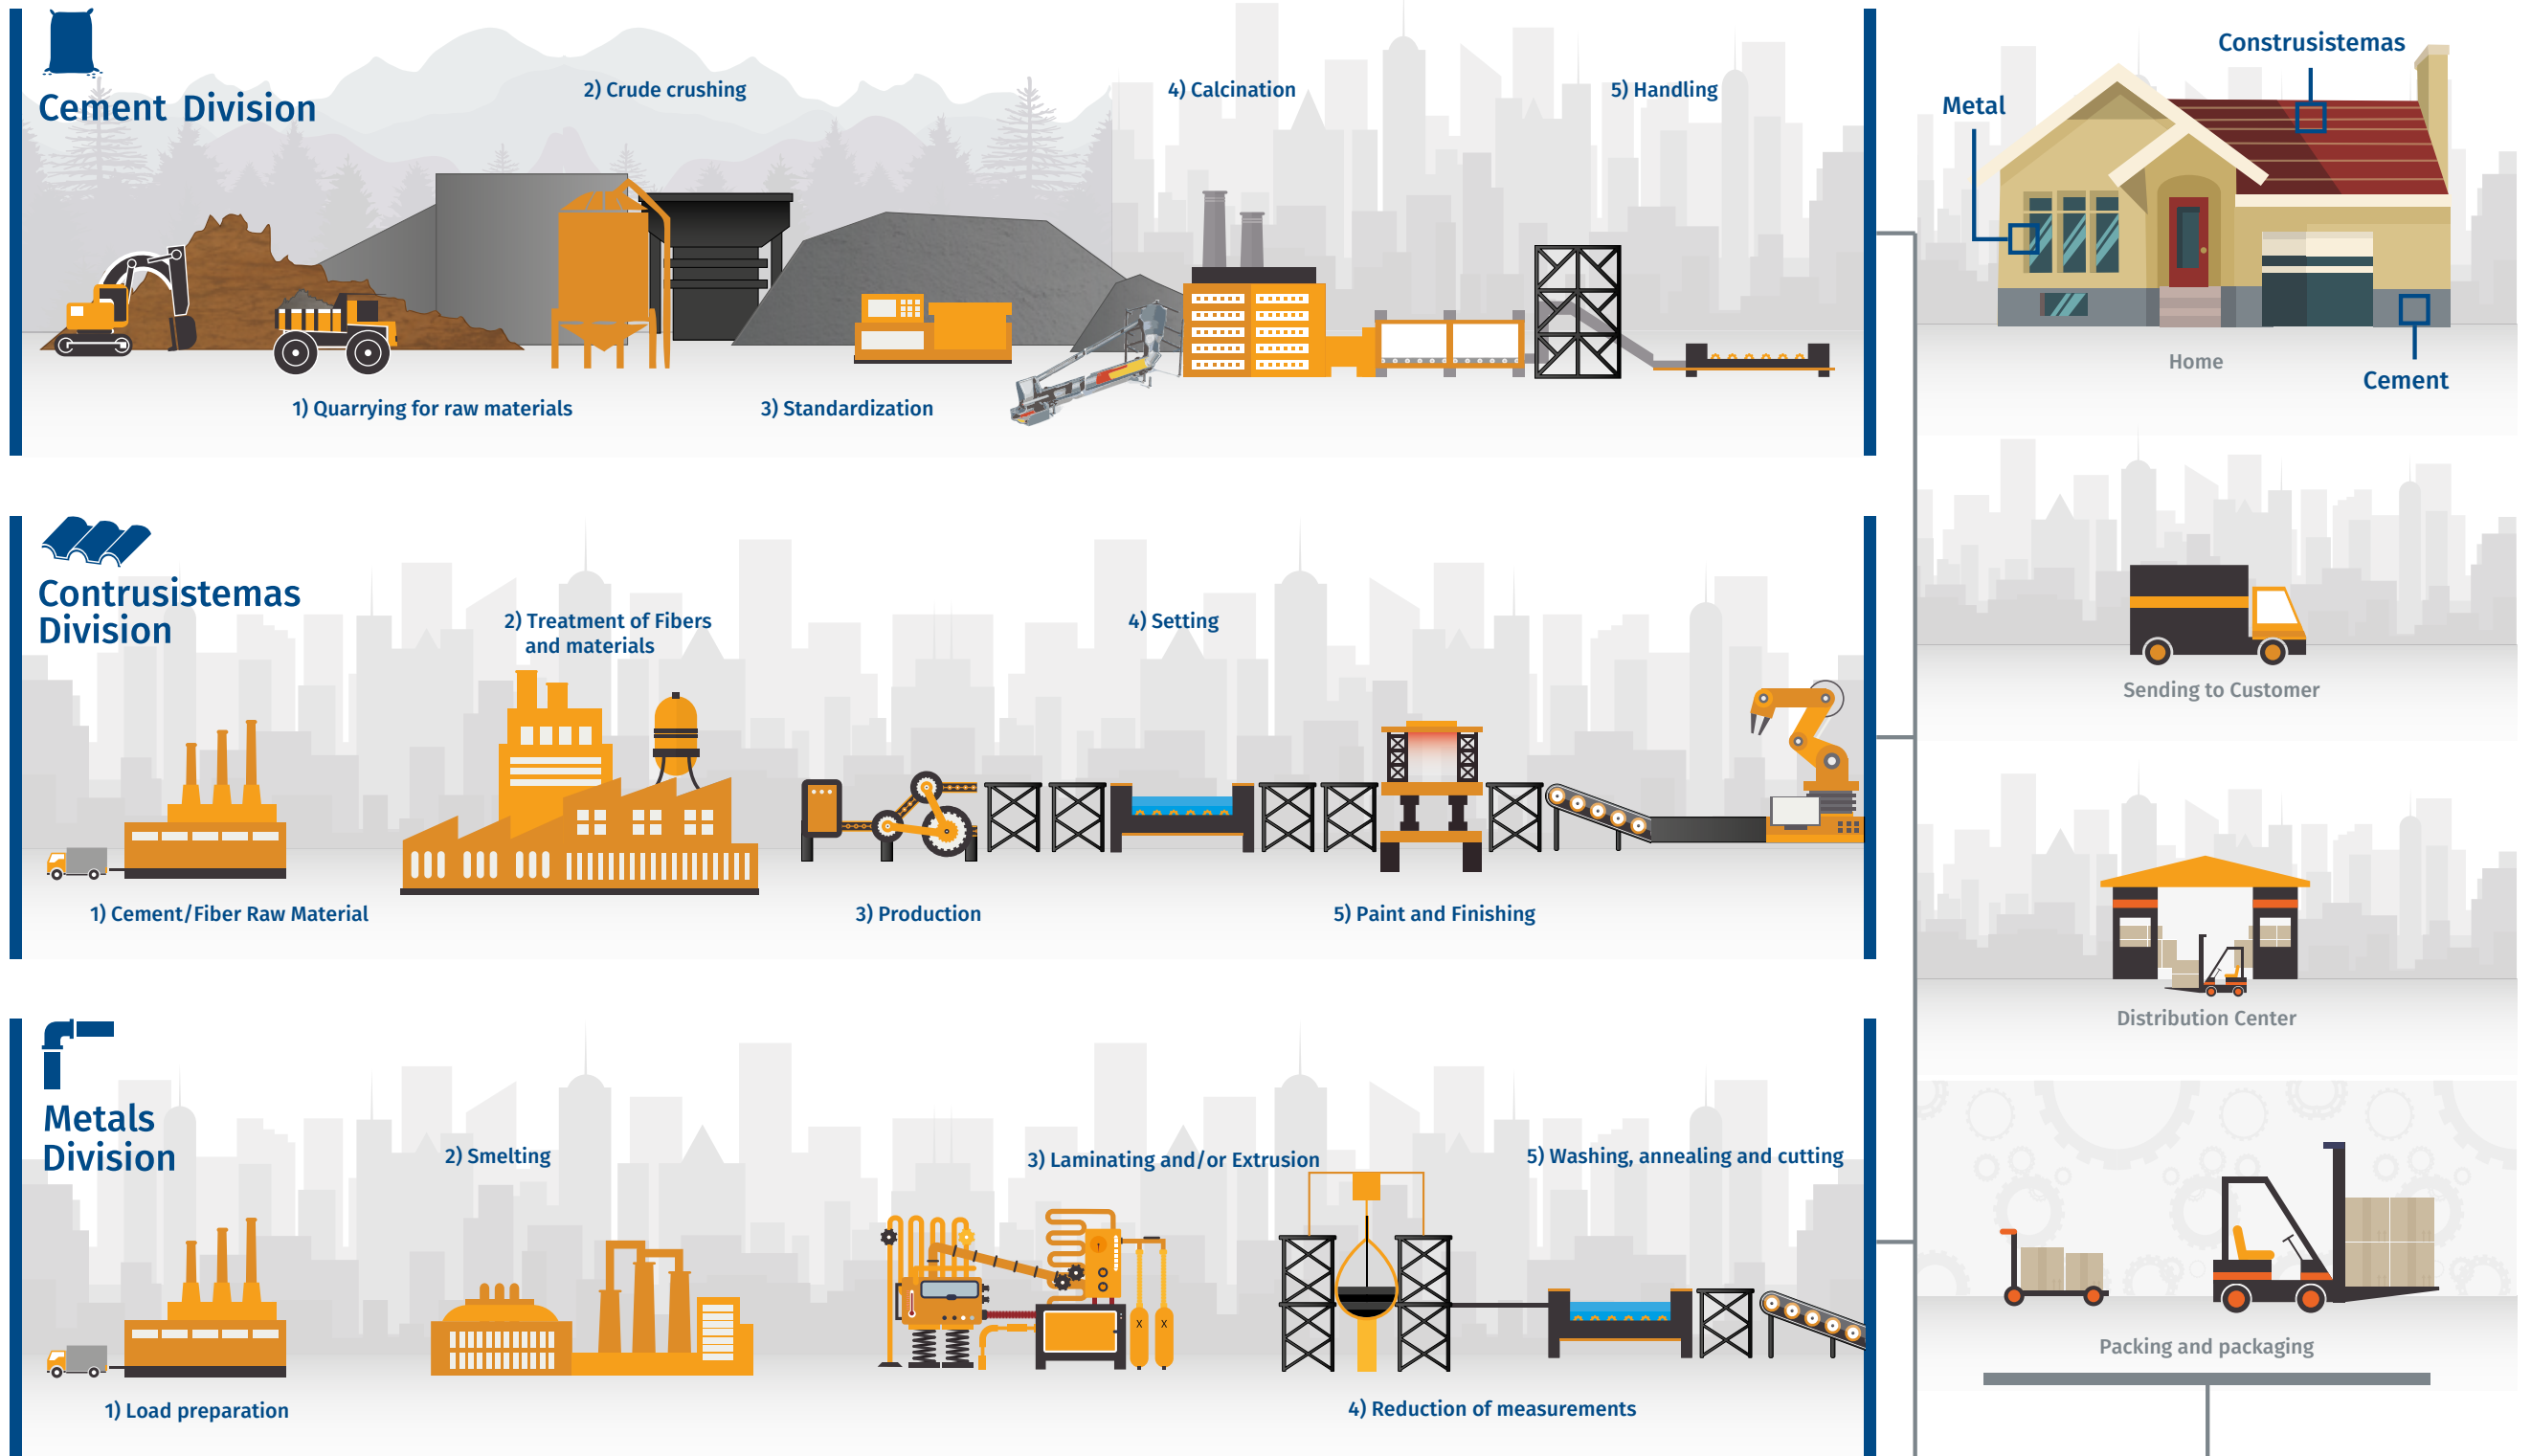 Cement Division
2) Crude crushing
4) Calcination
5) Handling
1) Quarrying for raw materials
3) Standardization
Contrusistemas
Division
2) Treatment of Fibers
and materials
4) Setting
1) Cement/Fiber Raw Material
3) Production
5) Paint and Finishing
Metals
Division
2) Smelting
3) Laminating and/or Extrusion
5) Washing, annealing and cutting
1) Load preparation
4) Reduction of measurements
X X
Construsistemas
Metal
Home
Cement
Sending to Customer
Distribution Center
Packing and packaging